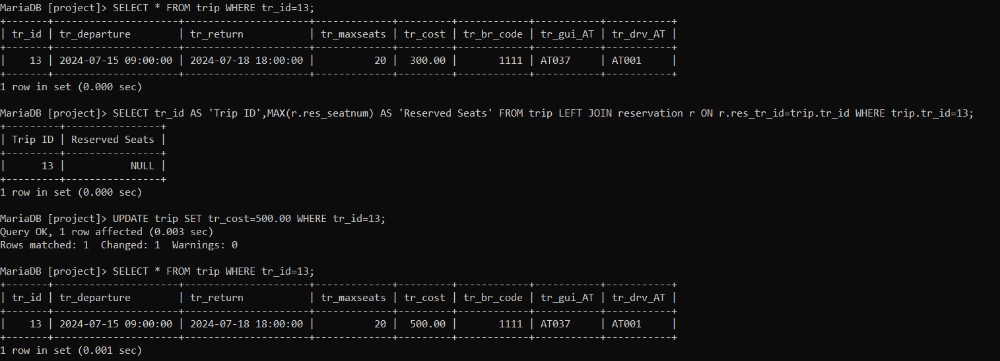 MariaDB [project]> SELECT * FROM trip WHERE tr_id=13;
+-------+---------------------+---------------------+-------------+---------+------------+-----------+-----------+
| tr_id | tr_departure        | tr_return           | tr_maxseats | tr_cost | tr_br_code | tr_gui_AT | tr_drv_AT |
+-------+---------------------+---------------------+-------------+---------+------------+-----------+-----------+
|    13 | 2024-07-15 09:00:00 | 2024-07-18 18:00:00 |          20 |  300.00 |       1111 | AT037     | AT001     |
+-------+---------------------+---------------------+-------------+---------+------------+-----------+-----------+
1 row in set (0.000 sec)

MariaDB [project]> SELECT tr_id AS 'Trip ID',MAX(r.res_seatnum) AS 'Reserved Seats' FROM trip LEFT JOIN reservation r ON r.res_tr_id=trip.tr_id WHERE trip.tr_id=13;
+---------+----------------+
| Trip ID | Reserved Seats |
+---------+----------------+
|      13 |           NULL |
+---------+----------------+
1 row in set (0.000 sec)

MariaDB [project]> UPDATE trip SET tr_cost=500.00 WHERE tr_id=13;
Query OK, 1 row affected (0.003 sec)
Rows matched: 1  Changed: 1  Warnings: 0

MariaDB [project]> SELECT * FROM trip WHERE tr_id=13;
+-------+---------------------+---------------------+-------------+---------+------------+-----------+-----------+
| tr_id | tr_departure        | tr_return           | tr_maxseats | tr_cost | tr_br_code | tr_gui_AT | tr_drv_AT |
+-------+---------------------+---------------------+-------------+---------+------------+-----------+-----------+
|    13 | 2024-07-15 09:00:00 | 2024-07-18 18:00:00 |          20 |  500.00 |       1111 | AT037     | AT001     |
+-------+---------------------+---------------------+-------------+---------+------------+-----------+-----------+
1 row in set (0.001 sec)